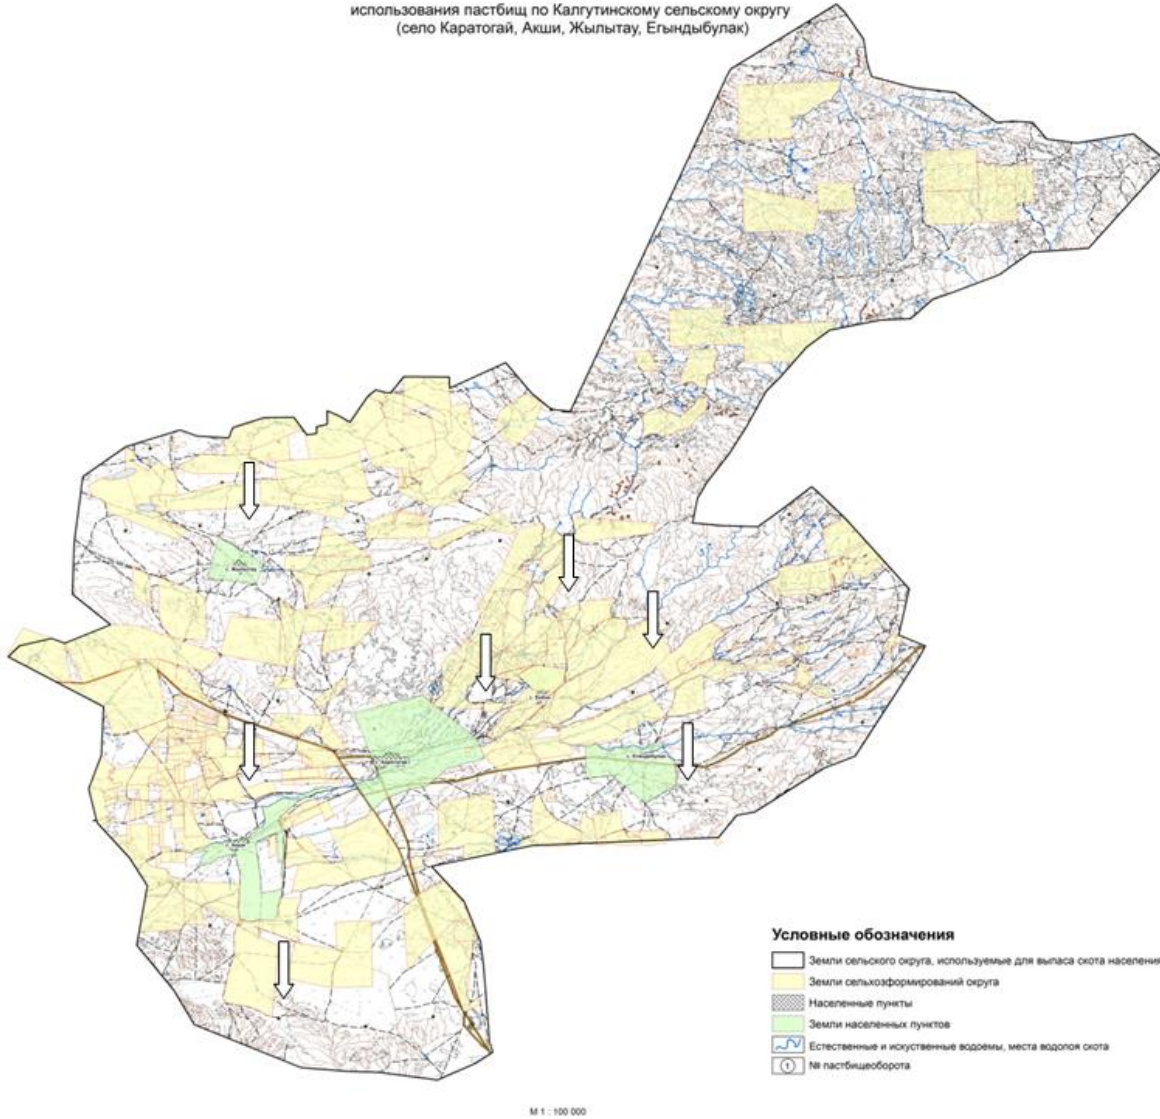 использования пастбищ по Калгутинскому сельскому округу
(село Каратогай, Акши, Жылытау, Егындыбулак)
Условные обозначения
Земли сельского округа, используемые для выпаса скота населения
Земли сельхозформирований округа
Населенные пункты
Земли населенных пунктов
Естественные и искуственные водоемы, места водопоя скота
1
№ пастбищеоборота
М 1 : 100 000